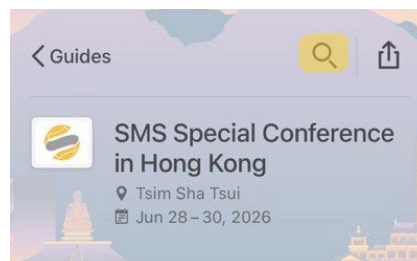 Guides
SMS Special Conference
in Hong Kong
Tsim Sha Tsui
Jun 28–30, 2026